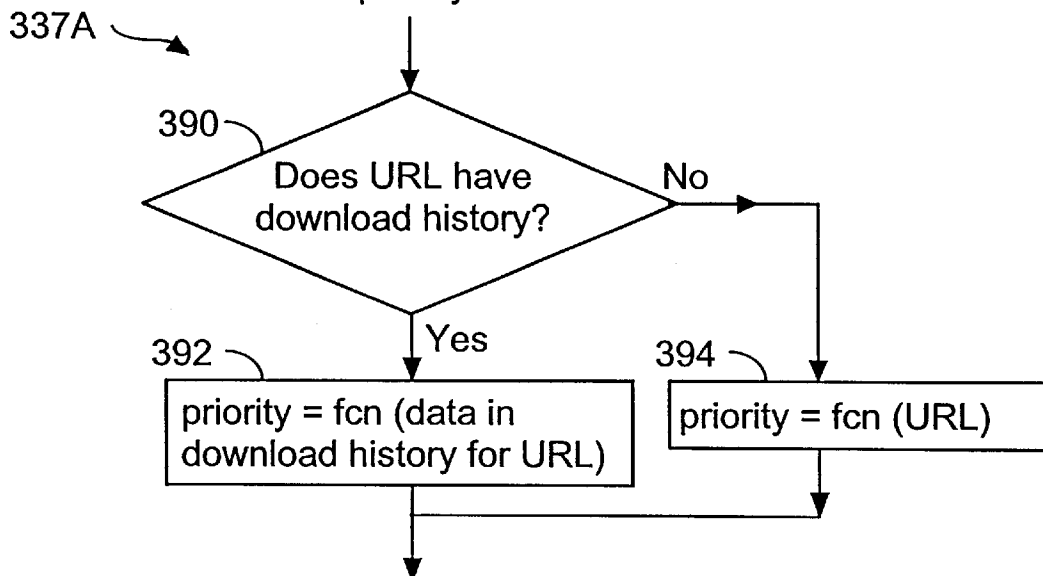 337A
390
Does URL have
download history?
No
Yes
392
priority = fcn (data in
download history for URL)
394
priority = fcn (URL)